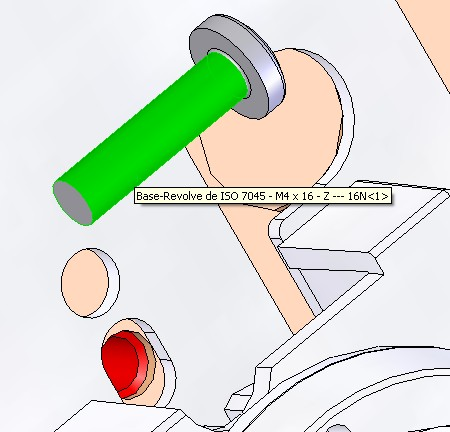 Base-Revolve de ISO 7045 - M4 x 16 - Z --- 16N<1>